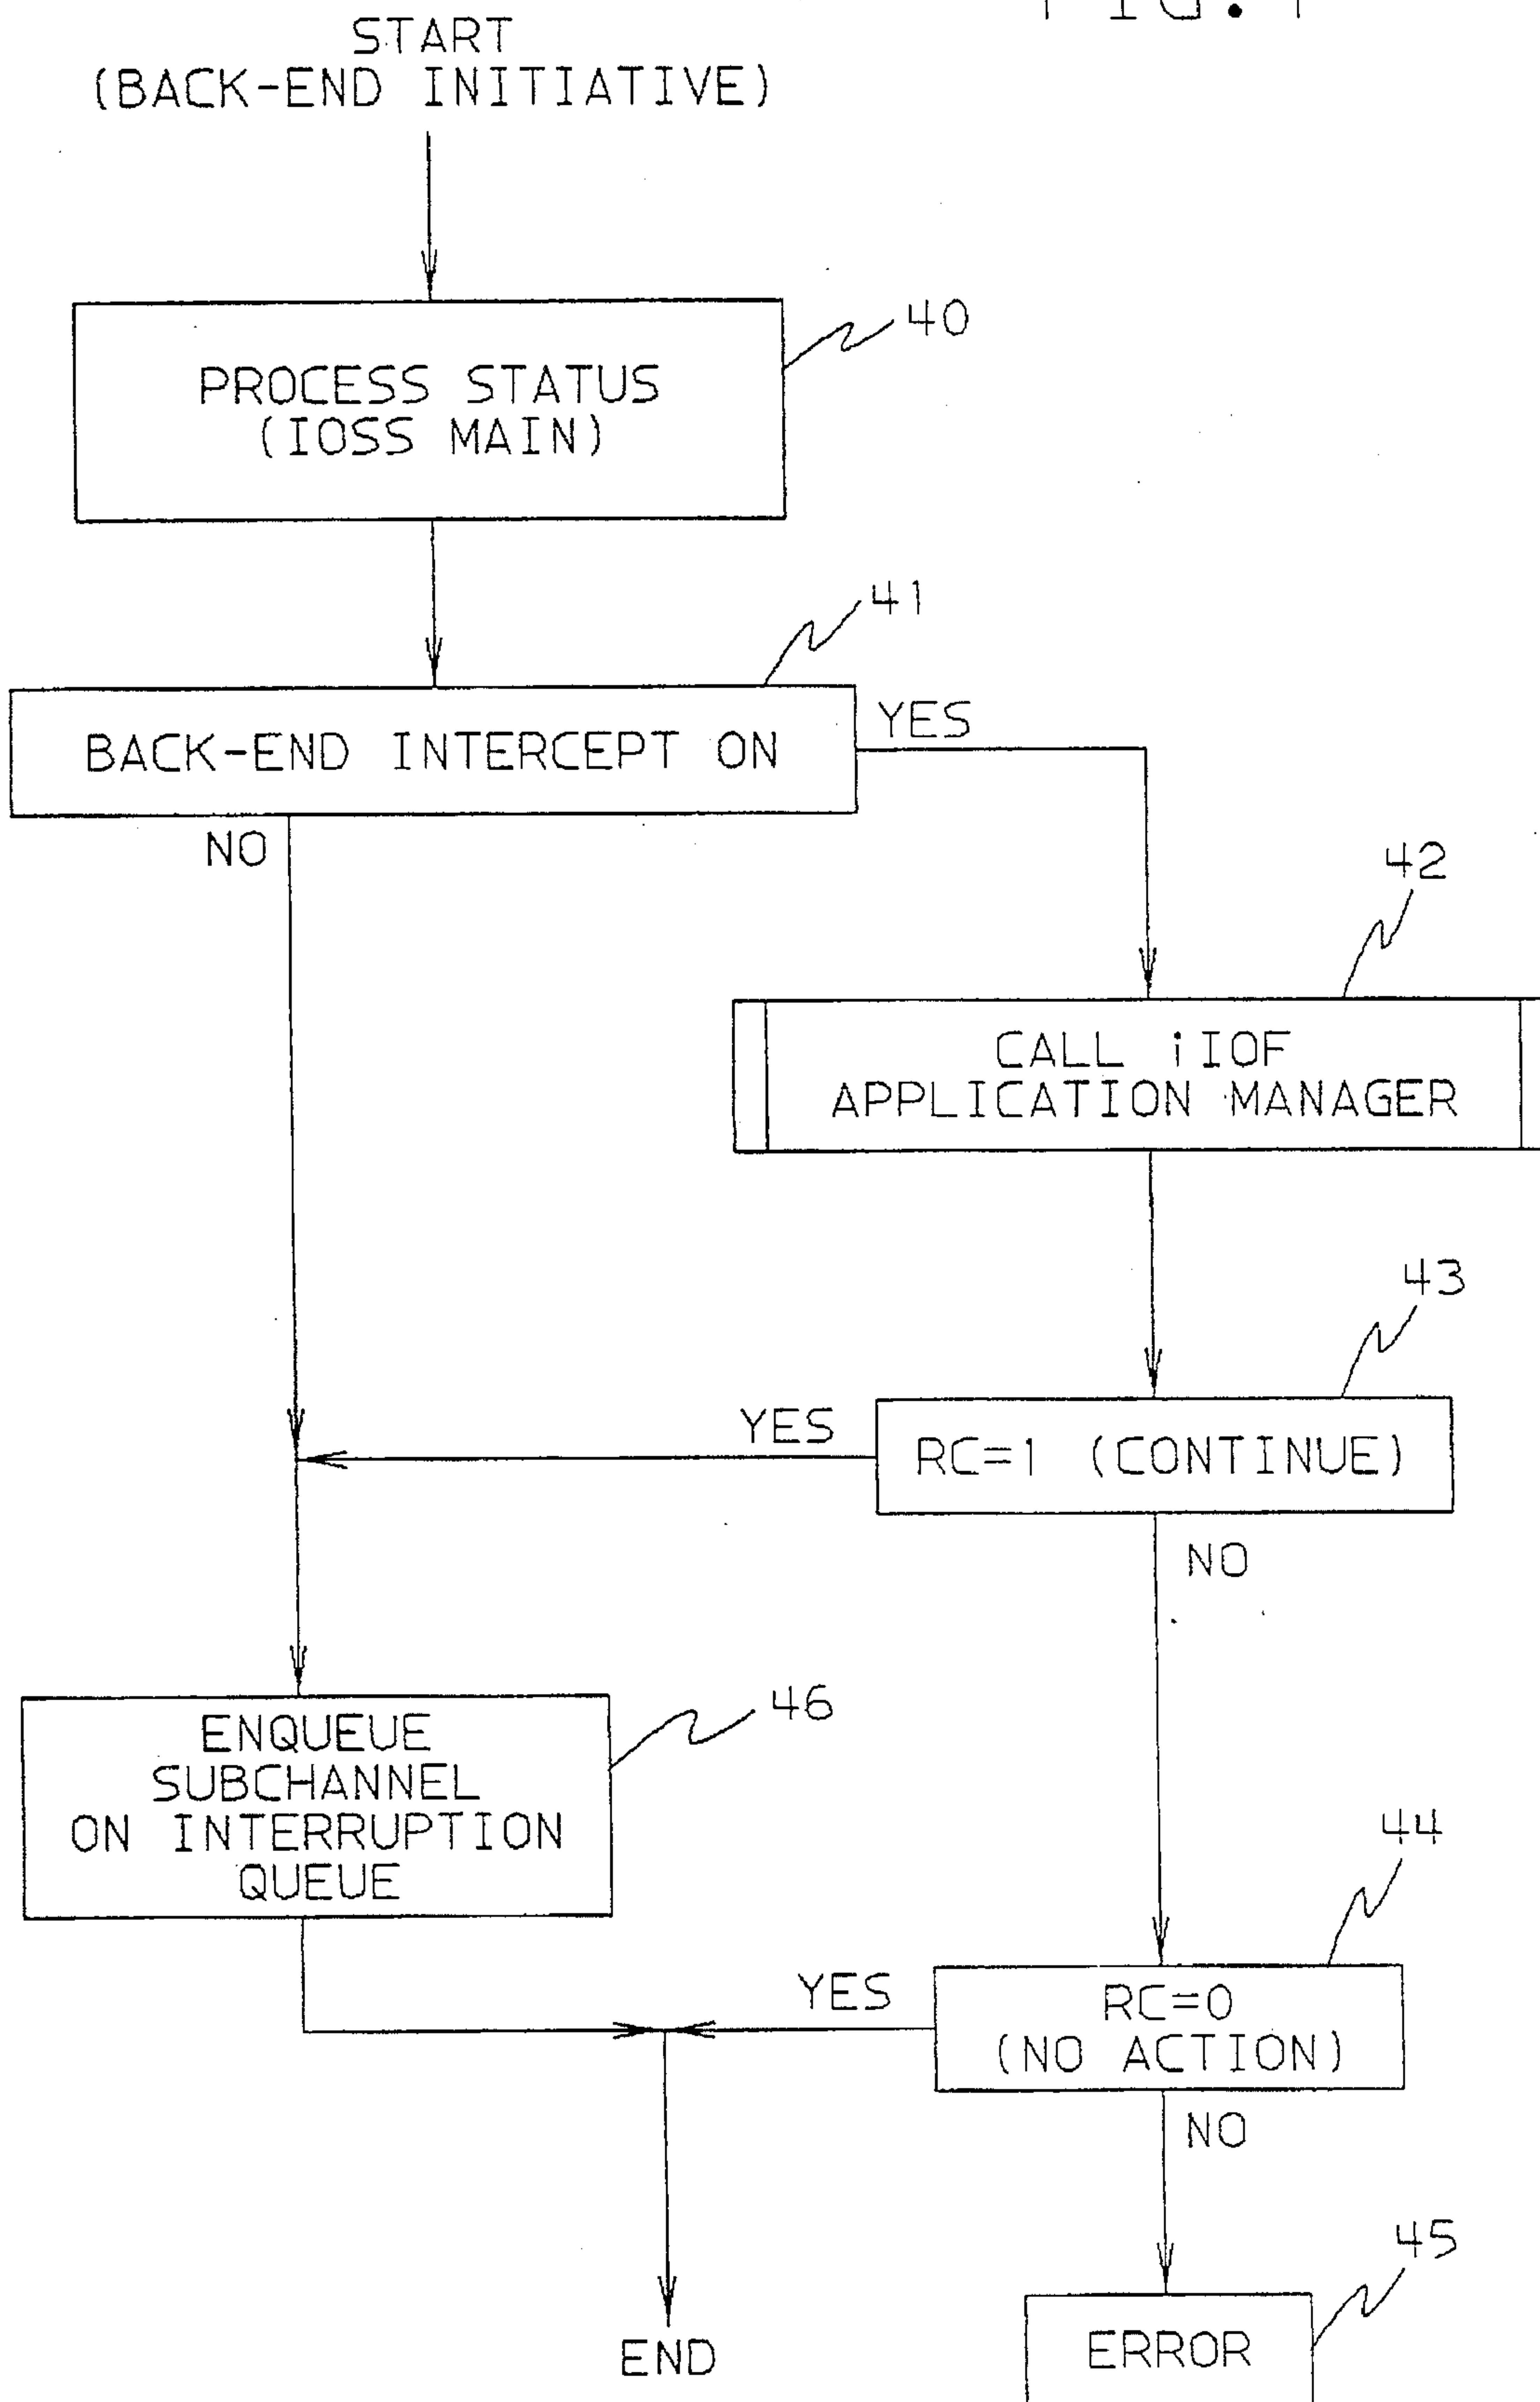 START
(BACK-END INITIATIVE)
40
PROCESS STATUS
(IOSS MAIN)
41
BACK-END INTERCEPT ON
YES
NO
42
CALL iIOF
APPLICATION MANAGER
43
YES
RC=1 (CONTINUE)
NO
46
ENQUEUE
SUBCHANNEL
ON INTERRUPTION
QUEUE
44
YES
RC=0
(NO ACTION)
NO
45
END
ERROR